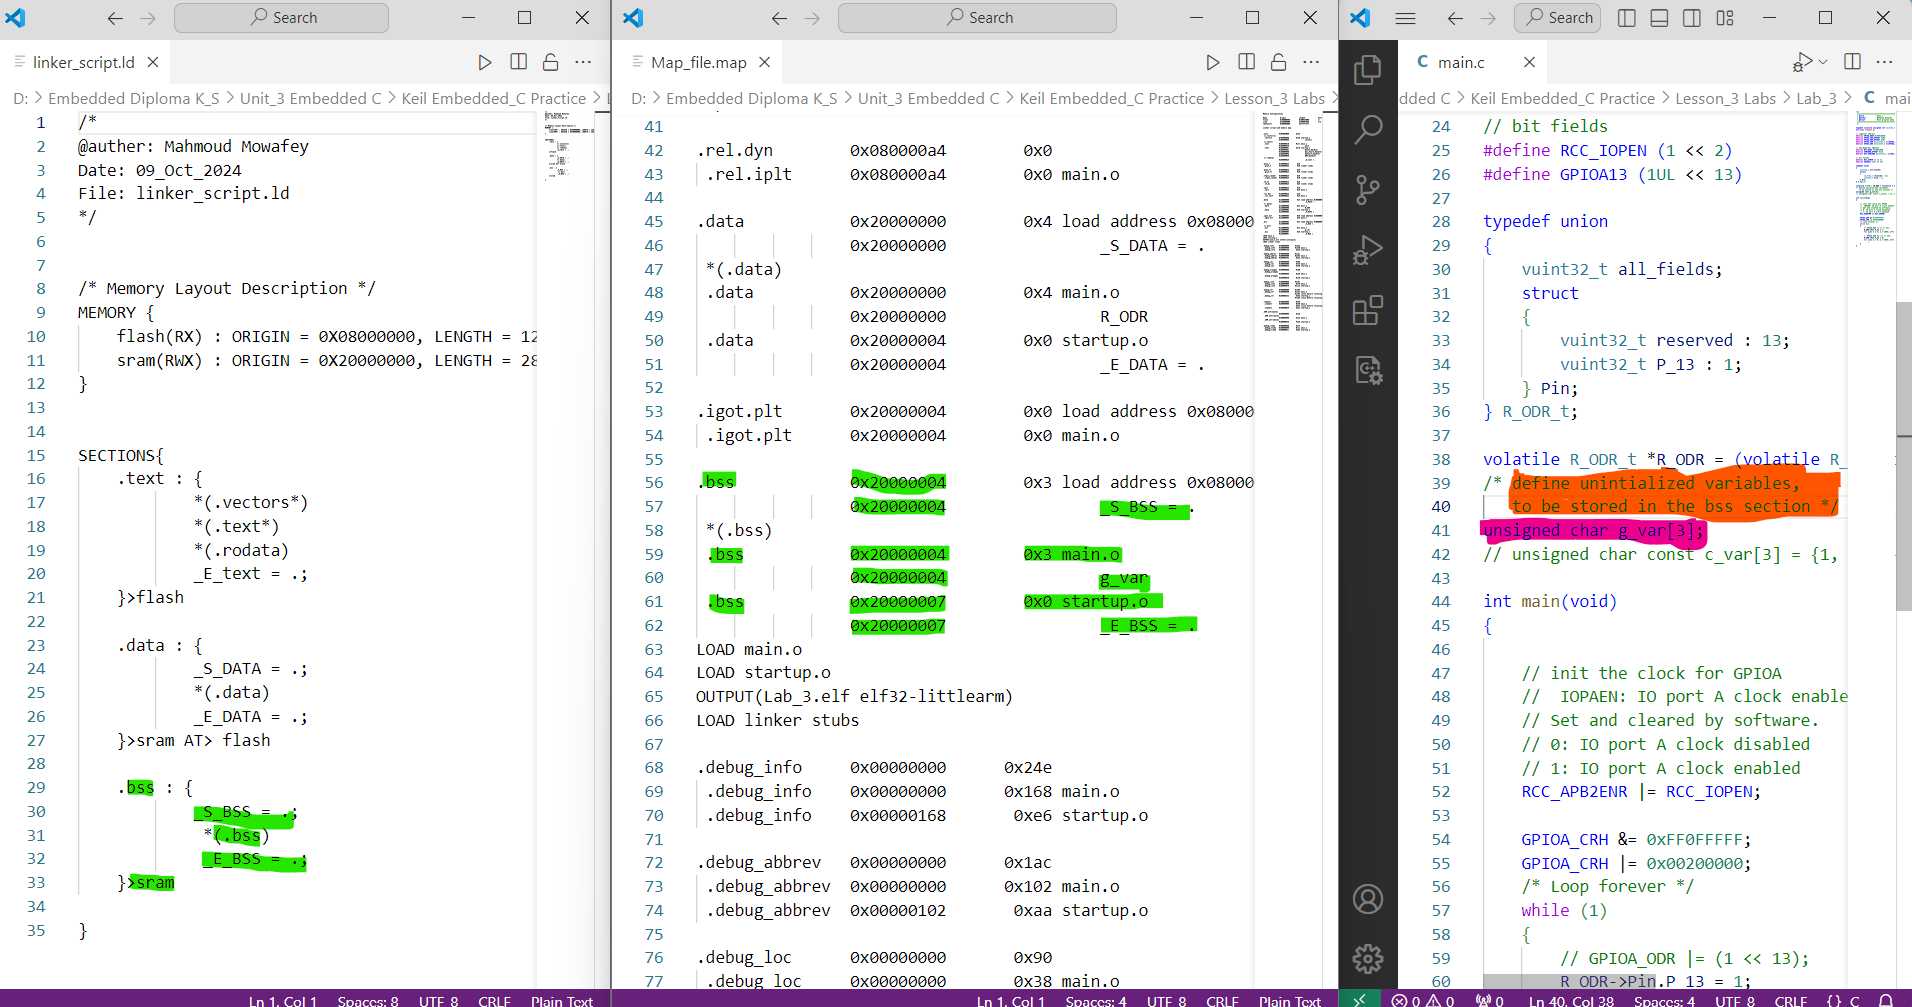 Search
linker_script.ld
D: > Embedded Diploma K_S > Unit_3 Embedded C > Keil Embedded_C Practice > L
1 /*
2 @auther: Mahmoud Mowafey
3 Date: 09_Oct_2024
4 File: linker_script.ld
5 */
6
7
8 /* Memory Layout Description */
9 MEMORY {
10 flash(RX) : ORIGIN = 0X08000000, LENGTH = 12
11 sram(RWX) : ORIGIN = 0X20000000, LENGTH = 28
12 }
13
14
15 SECTIONS{
16 .text : {
17 *(.vectors*)
18 *(.text*)
19 *(.rodata)
20 _E_text = .;
21 }>flash
22
23 .data : {
24 _S_DATA = .;
25 *(.data)
26 _E_DATA = .;
27 }>sram AT> flash
28
29 .bss : {
30 _S_BSS = .;
31 *(.bss)
32 _E_BSS = .;
33 }>sram
34
35 }
Ln 1, Col 1 Spaces: 8 UTF 8 CRLF Plain Text
Search
Map_file.map
D: > Embedded Diploma K_S > Unit_3 Embedded C > Keil Embedded_C Practice > Lesson_3 Labs >
41
42 .rel.dyn 0x080000a4 0x0
43 .rel.iplt 0x080000a4 0x0 main.o
44
45 .data 0x20000000 0x4 load address 0x08000
46 0x20000000 _S_DATA = .
47 *(.data)
48 .data 0x20000000 0x4 main.o
49 0x20000000 R_ODR
50 .data 0x20000004 0x0 startup.o
51 0x20000004 _E_DATA = .
52
53 .igot.plt 0x20000004 0x0 load address 0x08000
54 .igot.plt 0x20000004 0x0 main.o
55
56 .bss 0x20000004 0x3 load address 0x08000
57 0x20000004 _S_BSS = .
58 *(.bss)
59 .bss 0x20000004 0x3 main.o
60 0x20000004 g_var
61 .bss 0x20000007 0x0 startup.o
62 0x20000007 _E_BSS = .
63 LOAD main.o
64 LOAD startup.o
65 OUTPUT(Lab_3.elf elf32-littlearm)
66 LOAD linker stubs
67
68 .debug_info 0x00000000 0x24e
69 .debug_info 0x00000000 0x168 main.o
70 .debug_info 0x00000168 0xe6 startup.o
71
72 .debug_abbrev 0x00000000 0x1ac
73 .debug_abbrev 0x00000000 0x102 main.o
74 .debug_abbrev 0x00000102 0xaa startup.o
75
76 .debug_loc 0x00000000 0x90
77 .debug_loc 0x00000000 0x38 main.o
Ln 1, Col 1 Spaces: 4 UTF 8 CRLF Plain Text
Search
C main.c
dded C > Keil Embedded_C Practice > Lesson_3 Labs > Lab_3 > C mai
24 // bit fields
25 #define RCC_IOPEN (1 << 2)
26 #define GPIOA13 (1UL << 13)
27
28 typedef union
29 {
30 vuint32_t all_fields;
31 struct
32 {
33 vuint32_t reserved : 13;
34 vuint32_t P_13 : 1;
35 } Pin;
36 } R_ODR_t;
37
38 volatile R_ODR_t *R_ODR = (volatile R_
39 /* define unintialized variables,
40 to be stored in the bss section */
41 unsigned char g_var[3];
42 // unsigned char const c_var[3] = {1,
43
44 int main(void)
45 {
46
47 // init the clock for GPIOA
48 // IOPAEN: IO port A clock enable
49 // Set and cleared by software.
50 // 0: IO port A clock disabled
51 // 1: IO port A clock enabled
52 RCC_APB2ENR |= RCC_IOPEN;
53
54 GPIOA_CRH &= 0xFF0FFFFF;
55 GPIOA_CRH |= 0x00200000;
56 /* Loop forever */
57 while (1)
58 {
59 // GPIOA_ODR |= (1 << 13);
60 R_ODR->Pin.P_13 = 1;
0 0 0 Ln 40, Col 38 Spaces: 4 UTF 8 CRLF {} C